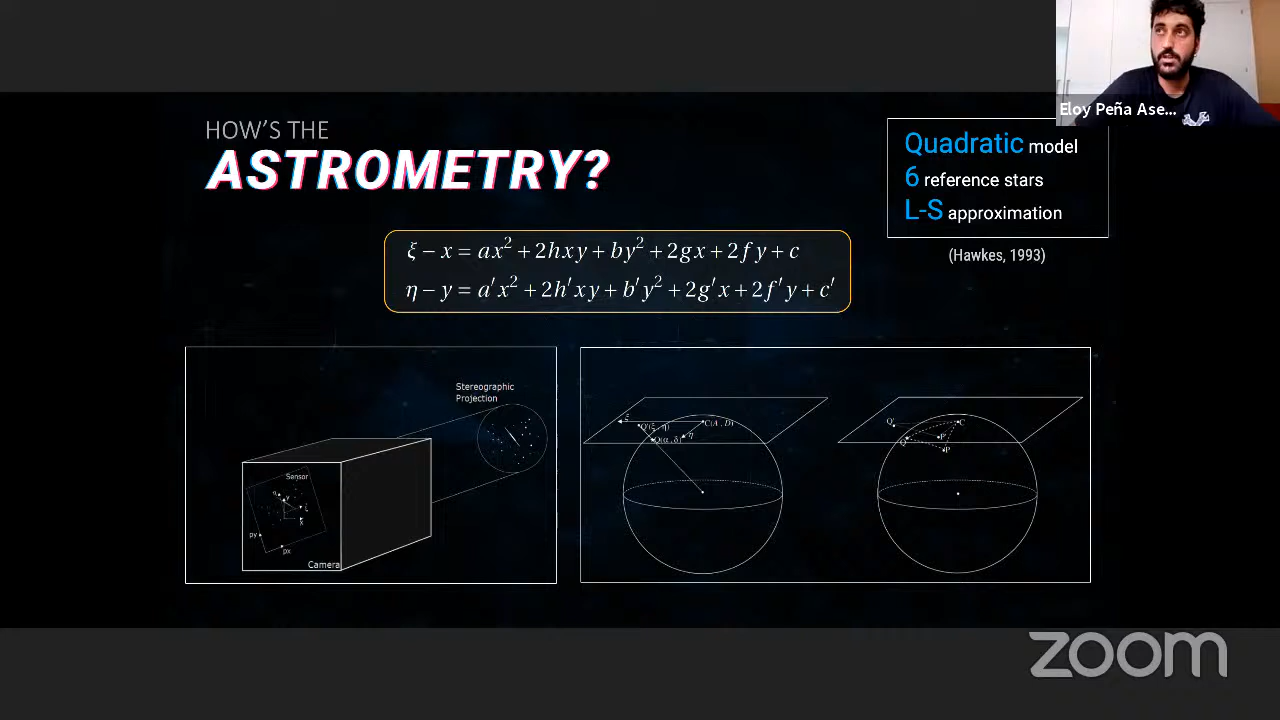 Eloy Peña Ase...
HOW'S THE
ASTROMETRY?
Quadratic model
6 reference stars
L-S approximation
(Hawkes, 1993)
ξ − x = ax² + 2hxy + by² + 2gx + 2fy + c
η − y = a′x² + 2h′xy + b′y² + 2g′x + 2f′y + c′
Stereographic
Projection
Sensor
y
ξ
x
py
px
Camera
ξ
Q'(ξ, η)
C(A, D)
η
Q(α, δ)
Q'
C
P'
Q
P
zoom